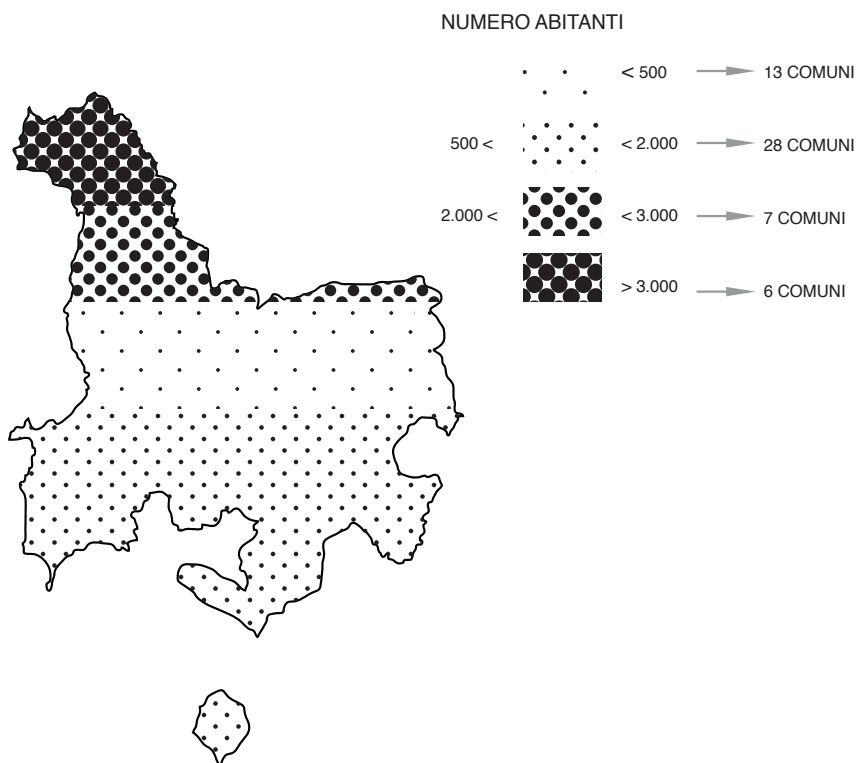 NUMERO ABITANTI
< 500 13 COMUNI
500 < < 2.000 28 COMUNI
2.000 < < 3.000 7 COMUNI
> 3.000 6 COMUNI